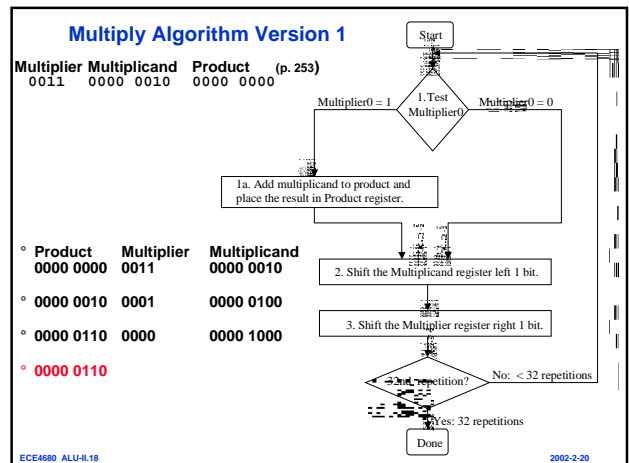 Multiply Algorithm Version 1
Multiplier Multiplicand Product (p. 253)
0011 0000 0010 0000 0000
Start
1. Test
Multiplier0
Multiplier0 = 1
Multiplier0 = 0
1a. Add multiplicand to product and
place the result in Product register.
2. Shift the Multiplicand register left 1 bit.
3. Shift the Multiplier register right 1 bit.
32nd repetition?
No: < 32 repetitions
Yes: 32 repetitions
Done
° Product Multiplier Multiplicand
0000 0000 0011 0000 0010
° 0000 0010 0001 0000 0100
° 0000 0110 0000 0000 1000
° 0000 0110
ECE4680 ALU-II.18
2002-2-20